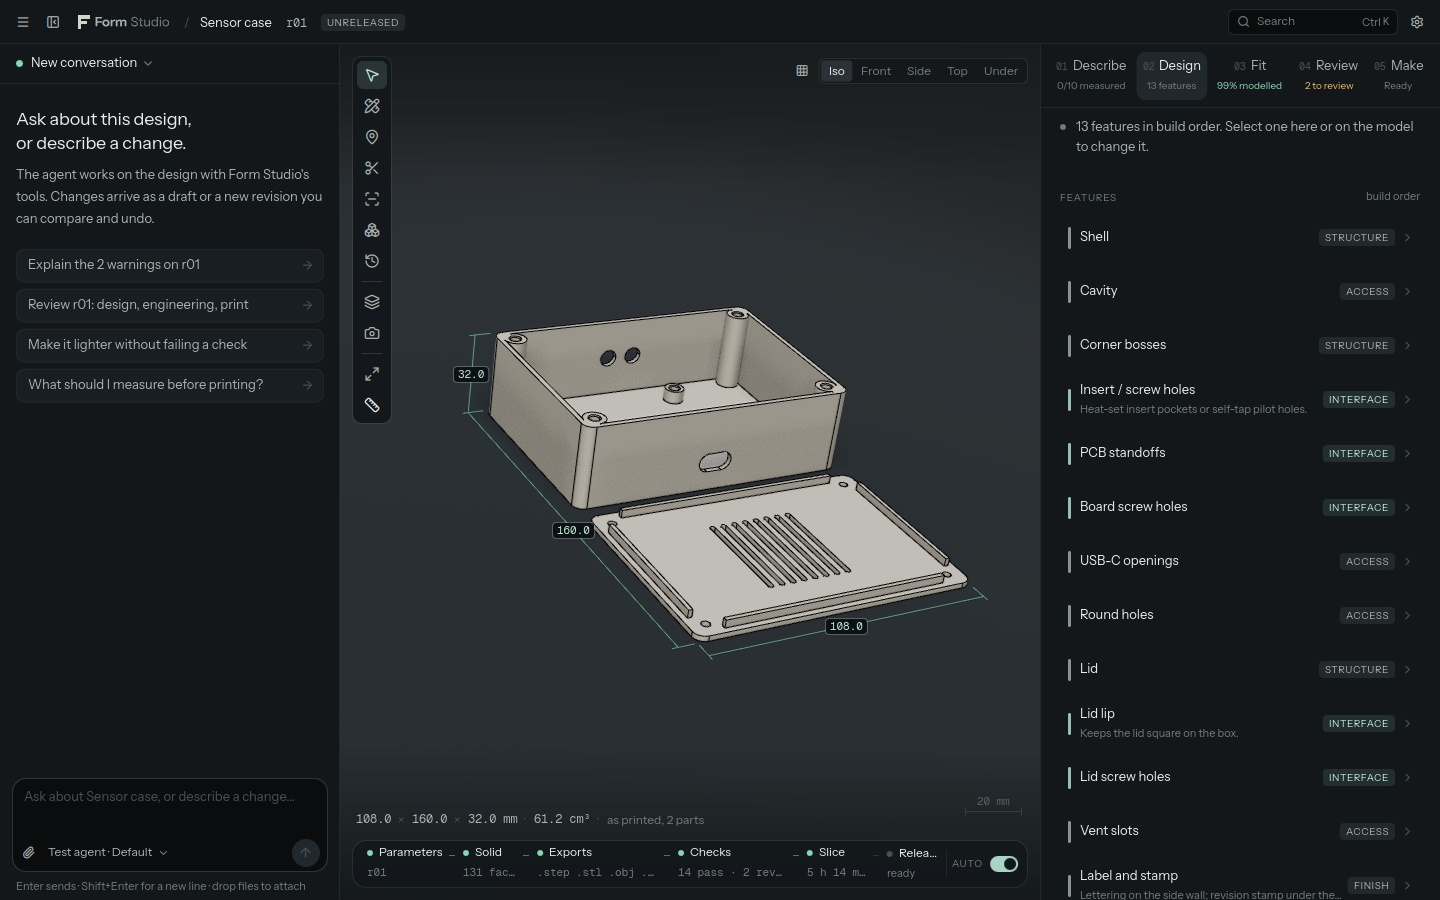 Form Studio / Sensor case r01 UNRELEASED
Search Ctrl K
New conversation
Ask about this design,
or describe a change.
The agent works on the design with Form Studio's
tools. Changes arrive as a draft or a new revision you
can compare and undo.
Explain the 2 warnings on r01
Review r01: design, engineering, print
Make it lighter without failing a check
What should I measure before printing?
Ask about Sensor case, or describe a change...
Test agent · Default
Enter sends · Shift+Enter for a new line · drop files to attach
Iso Front Side Top Under
32.0
160.0
108.0
20 mm
108.0 × 160.0 × 32.0 mm · 61.2 cm³ · as printed, 2 parts
Parameters
r01
Solid
131 fac…
Exports
.step .stl .obj .…
Checks
14 pass · 2 rev…
Slice
5 h 14 m…
Relea…
ready
AUTO
01 Describe
0/10 measured
02 Design
13 features
03 Fit
99% modelled
04 Review
2 to review
05 Make
Ready
13 features in build order. Select one here or on the model
to change it.
FEATURES build order
Shell STRUCTURE
Cavity ACCESS
Corner bosses STRUCTURE
Insert / screw holes INTERFACE
Heat-set insert pockets or self-tap pilot holes.
PCB standoffs INTERFACE
Board screw holes INTERFACE
USB-C openings ACCESS
Round holes ACCESS
Lid STRUCTURE
Lid lip INTERFACE
Keeps the lid square on the box.
Lid screw holes INTERFACE
Vent slots ACCESS
Label and stamp FINISH
Lettering on the side wall; revision stamp under the…